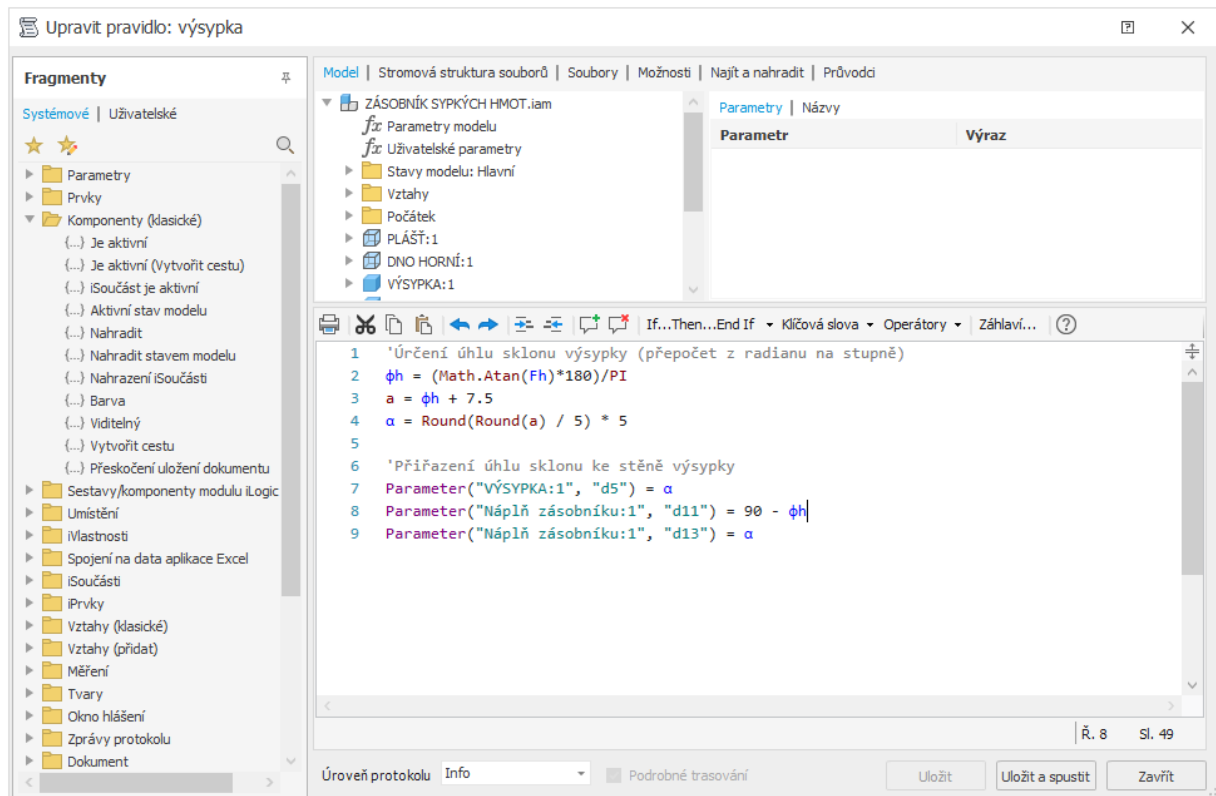 Upravit pravidlo: výsypka
Fragmenty
Systémové | Uživatelské
Parametry
Prvky
Komponenty (klasické)
{...} Je aktivní
{...} Je aktivní (Vytvořit cestu)
{...} iSoučást je aktivní
{...} Aktivní stav modelu
{...} Nahradit
{...} Nahradit stavem modelu
{...} Nahrazení iSoučásti
{...} Barva
{...} Viditelný
{...} Vytvořit cestu
{...} Přeskočení uložení dokumentu
Sestavy/komponenty modulu iLogic
Umístění
iVlastnosti
Spojení na data aplikace Excel
iSoučásti
iPrvky
Vztahy (klasické)
Vztahy (přidat)
Měření
Tvary
Okno hlášení
Zprávy protokolu
Dokument
Model | Stromová struktura souborů | Soubory | Možnosti | Najít a nahradit | Průvodci
ZÁSOBNÍK SYPKÝCH HMOT.iam
fx Parametry modelu
fx Uživatelské parametry
Stavy modelu: Hlavní
Vztahy
Počátek
PLÁŠŤ:1
DNO HORNÍ:1
VÝSYPKA:1
Parametry | Názvy
Parametr Výraz
If...Then...End If Klíčová slova Operátory Záhlaví...
1 'Úrčení úhlu sklonu výsypky (přepočet z radianu na stupně)
2 ϕh = (Math.Atan(Fh)*180)/PI
3 a = ϕh + 7.5
4 α = Round(Round(a) / 5) * 5
5
6 'Přiřazení úhlu sklonu ke stěně výsypky
7 Parameter("VÝSYPKA:1", "d5") = α
8 Parameter("Náplň zásobníku:1", "d11") = 90 - ϕh
9 Parameter("Náplň zásobníku:1", "d13") = α
Ř. 8 Sl. 49
Úroveň protokolu Info Podrobné trasování Uložit Uložit a spustit Zavřít